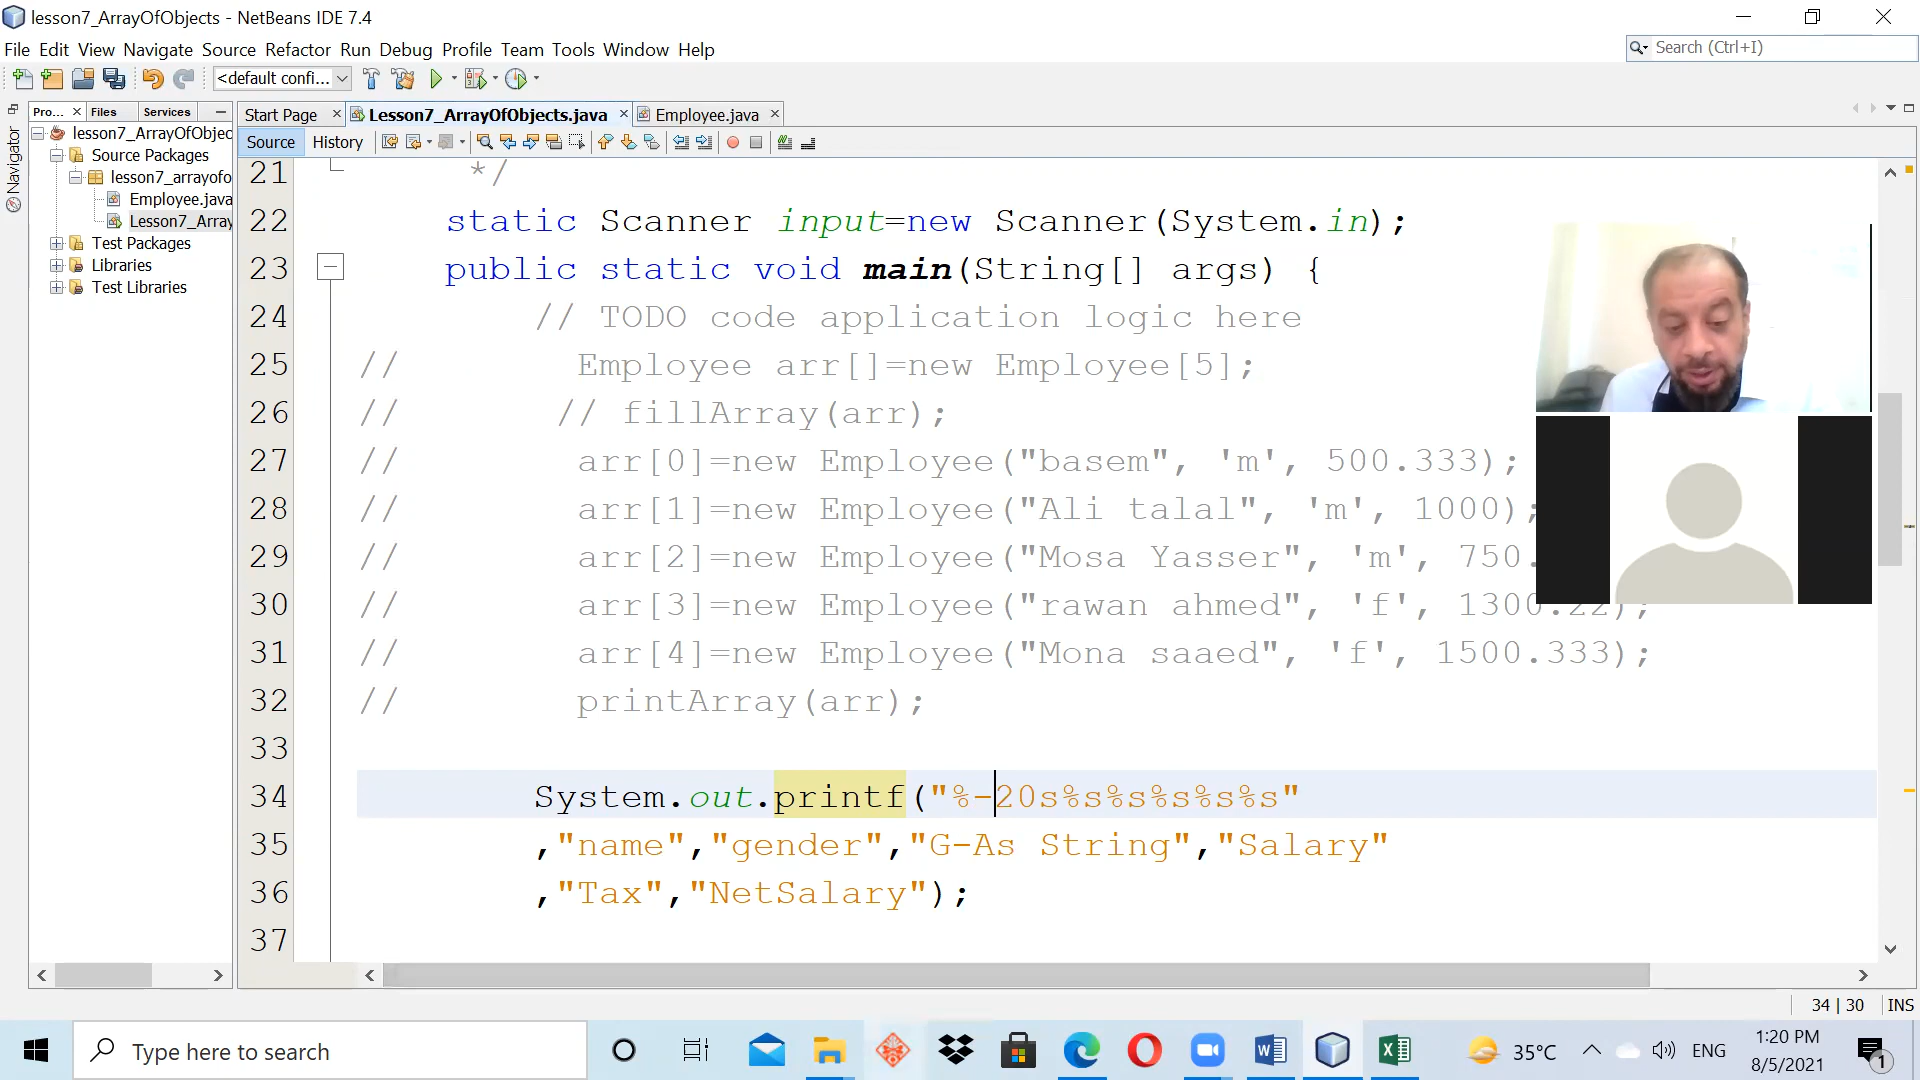 lesson7_ArrayOfObjects - NetBeans IDE 7.4
File Edit View Navigate Source Refactor Run Debug Profile Team Tools Window Help
Search (Ctrl+I)
<default confi...
Pro... Files Services
Start Page Lesson7_ArrayOfObjects.java Employee.java
Navigator
lesson7_ArrayOfObjec
Source Packages
lesson7_arrayofo
Employee.java
Lesson7_Array
Test Packages
Libraries
Test Libraries
Source History
21 */
22 static Scanner input=new Scanner(System.in);
23 public static void main(String[] args) {
24 // TODO code application logic here
25 // Employee arr[]=new Employee[5];
26 // // fillArray(arr);
27 // arr[0]=new Employee("basem", 'm', 500.333);
28 // arr[1]=new Employee("Ali talal", 'm', 1000);
29 // arr[2]=new Employee("Mosa Yasser", 'm', 750.
30 // arr[3]=new Employee("rawan ahmed", 'f', 1300.22);
31 // arr[4]=new Employee("Mona saaed", 'f', 1500.333);
32 // printArray(arr);
33
34 System.out.printf("%-20s%s%s%s%s%s"
35 ,"name","gender","G-As String","Salary"
36 ,"Tax","NetSalary");
37
34 | 30 INS
Type here to search
35°C
ENG
1:20 PM
8/5/2021
1